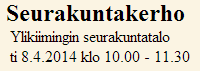 Seurakuntakerho
Ylikiimingin seurakuntatalo
ti 8.4.2014 klo 10.00 - 11.30